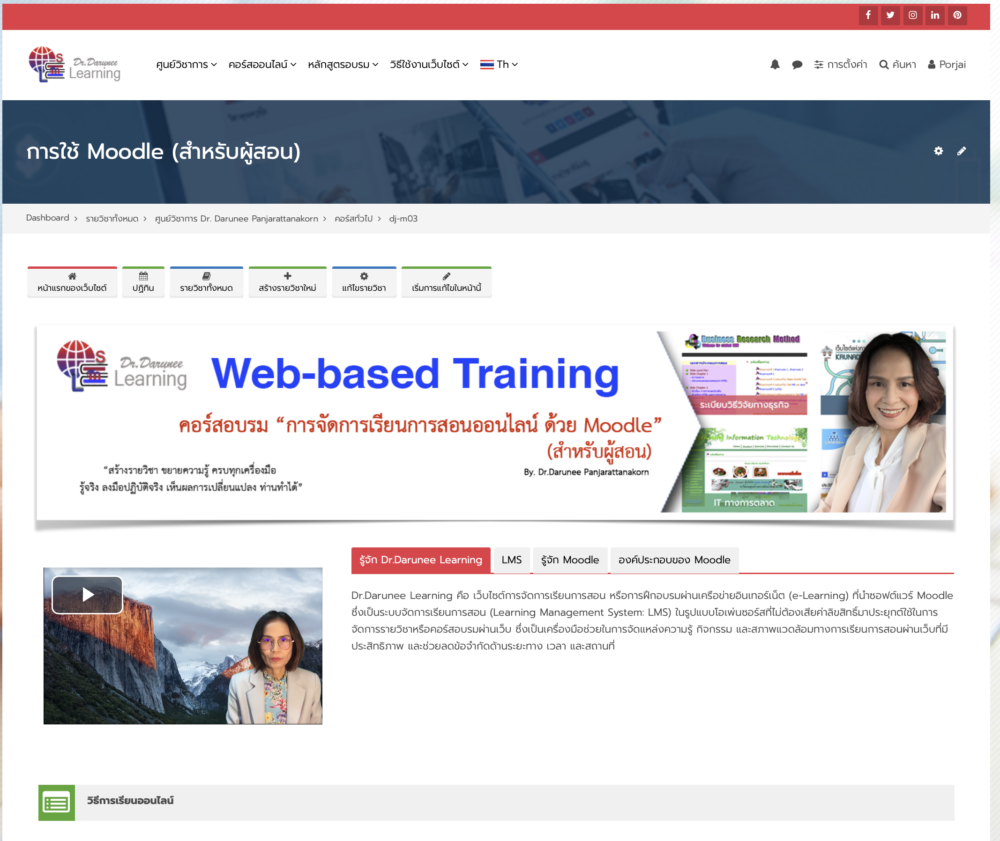 Dr.Darunee
Learning
ศูนย์วิชาการ คอร์สออนไลน์ หลักสูตรอบรม วิธีใช้งานเว็บไซต์ Th การตั้งค่า ค้นหา Porjai
การใช้ Moodle (สำหรับผู้สอน)
Dashboard > รายวิชาทั้งหมด > ศูนย์วิชาการ Dr. Darunee Panjarattanakorn > คอร์สทั่วไป > dj-m03
หน้าแรกของเว็บไซต์ ปฏิทิน รายวิชาทั้งหมด สร้างรายวิชาใหม่ แก้ไขรายวิชา เริ่มการแก้ไขในหน้านี้
Dr.Darunee
Learning
Web-based Training
คอร์สอบรม “การจัดการเรียนการสอนออนไลน์ ด้วย Moodle”
(สำหรับผู้สอน)
By. Dr.Darunee Panjarattanakorn
“สร้างรายวิชา ขยายความรู้ ครบทุกเครื่องมือ
รู้จริง ลงมือปฏิบัติจริง เห็นผลการเปลี่ยนแปลง ท่านทำได้”
Business Research Method
ระเบียบวิธีวิจัยทางธุรกิจ
Information Technology
IT ทางการตลาด
รู้จัก Dr.Darunee Learning LMS รู้จัก Moodle องค์ประกอบของ Moodle
Dr.Darunee Learning คือ เว็บไซต์การจัดการเรียนการสอน หรือการฝึกอบรมผ่านเครือข่ายอินเทอร์เน็ต (e-Learning) ที่นำซอฟต์แวร์ Moodle
ซึ่งเป็นระบบจัดการเรียนการสอน (Learning Management System: LMS) ในรูปแบบโอเพ่นซอร์สที่ไม่ต้องเสียค่าลิขสิทธิ์มาประยุกต์ใช้ในการ
จัดการรายวิชาหรือคอร์สอบรมผ่านเว็บ ซึ่งเป็นเครื่องมือช่วยในการจัดแหล่งความรู้ กิจกรรม และสภาพแวดล้อมทางการเรียนการสอนผ่านเว็บที่มี
ประสิทธิภาพ และช่วยลดข้อจำกัดด้านระยะทาง เวลา และสถานที่
วิธีการเรียนออนไลน์